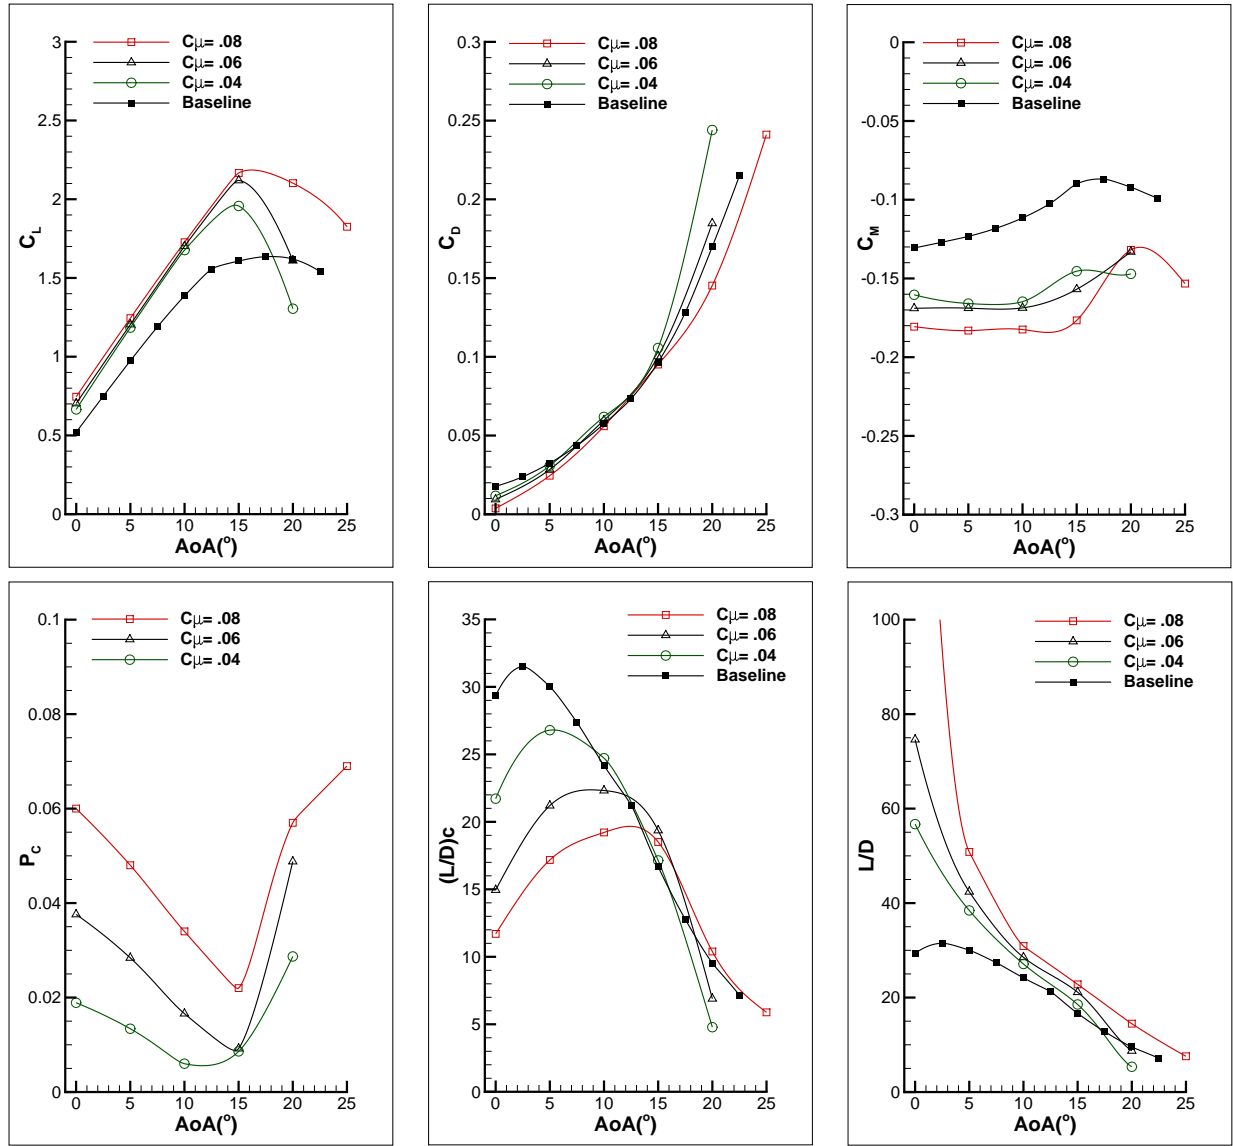 3
2.5
2
1.5
1
0.5
0
C_L
Cμ= .08
Cμ= .06
Cμ= .04
Baseline
0 5 10 15 20 25
AoA(°)
0.3
0.25
0.2
0.15
0.1
0.05
0
C_D
Cμ= .08
Cμ= .06
Cμ= .04
Baseline
0 5 10 15 20 25
AoA(°)
0
-0.05
-0.1
-0.15
-0.2
-0.25
-0.3
C_M
Cμ= .08
Cμ= .06
Cμ= .04
Baseline
0 5 10 15 20 25
AoA(°)
0.1
0.08
0.06
0.04
0.02
0
P_C
Cμ= .08
Cμ= .06
Cμ= .04
0 5 10 15 20 25
AoA(°)
35
30
25
20
15
10
5
0
(L/D)c
Cμ= .08
Cμ= .06
Cμ= .04
Baseline
0 5 10 15 20 25
AoA(°)
100
80
60
40
20
0
L/D
Cμ= .08
Cμ= .06
Cμ= .04
Baseline
0 5 10 15 20 25
AoA(°)